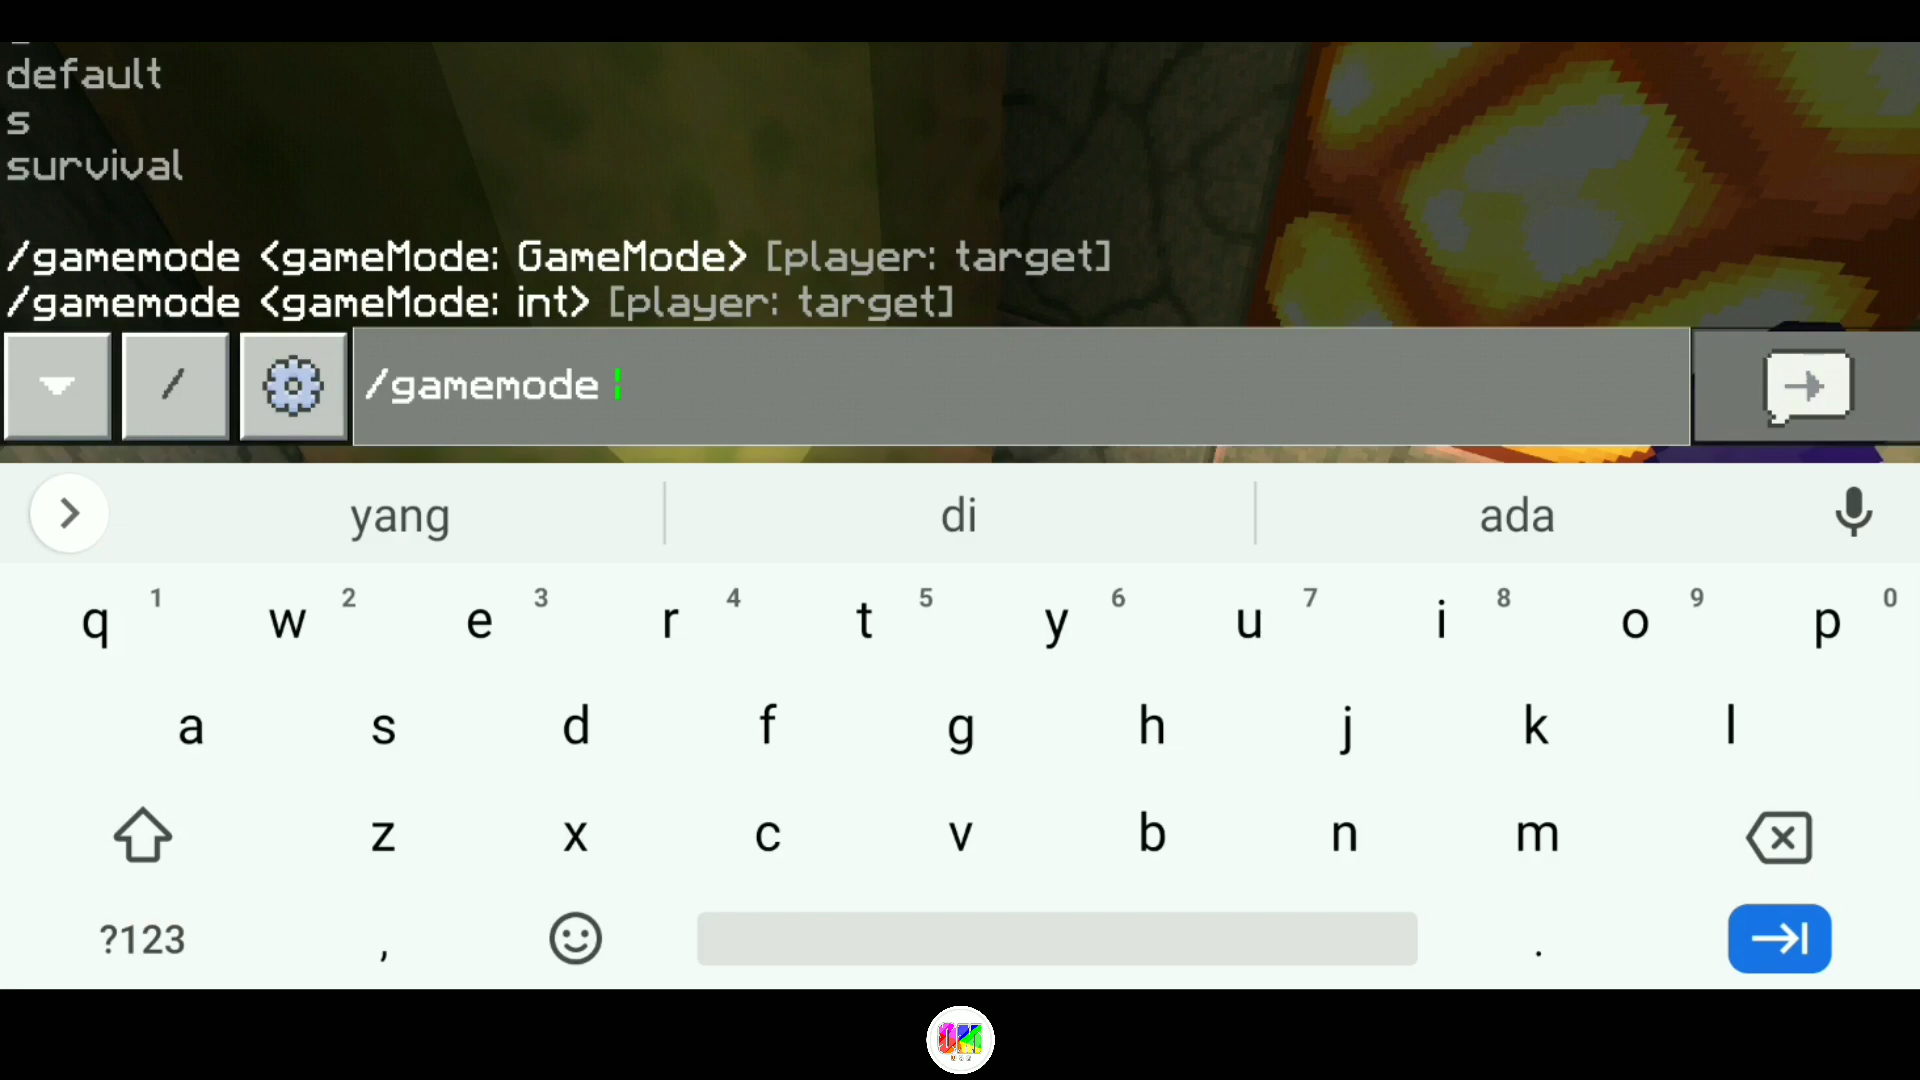 default
s
survival
/gamemode <gameMode: GameMode> [player: target]
/gamemode <gameMode: int> [player: target]
/ /gamemode
yang di ada
q 1 w 2 e 3 r 4 t 5 y 6 u 7 i 8 o 9 p 0
a s d f g h j k l
z x c v b n m
?123 , .